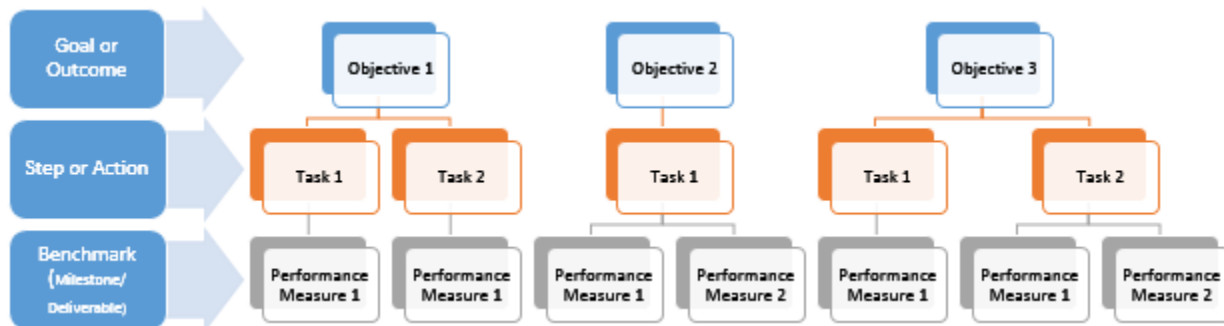 Goal or
Outcome
Objective 1
Objective 2
Objective 3
Step or Action
Task 1
Task 2
Task 1
Task 1
Task 2
Benchmark
(Milestone/
Deliverable)
Performance
Measure 1
Performance
Measure 1
Performance
Measure 1
Performance
Measure 2
Performance
Measure 1
Performance
Measure 1
Performance
Measure 2